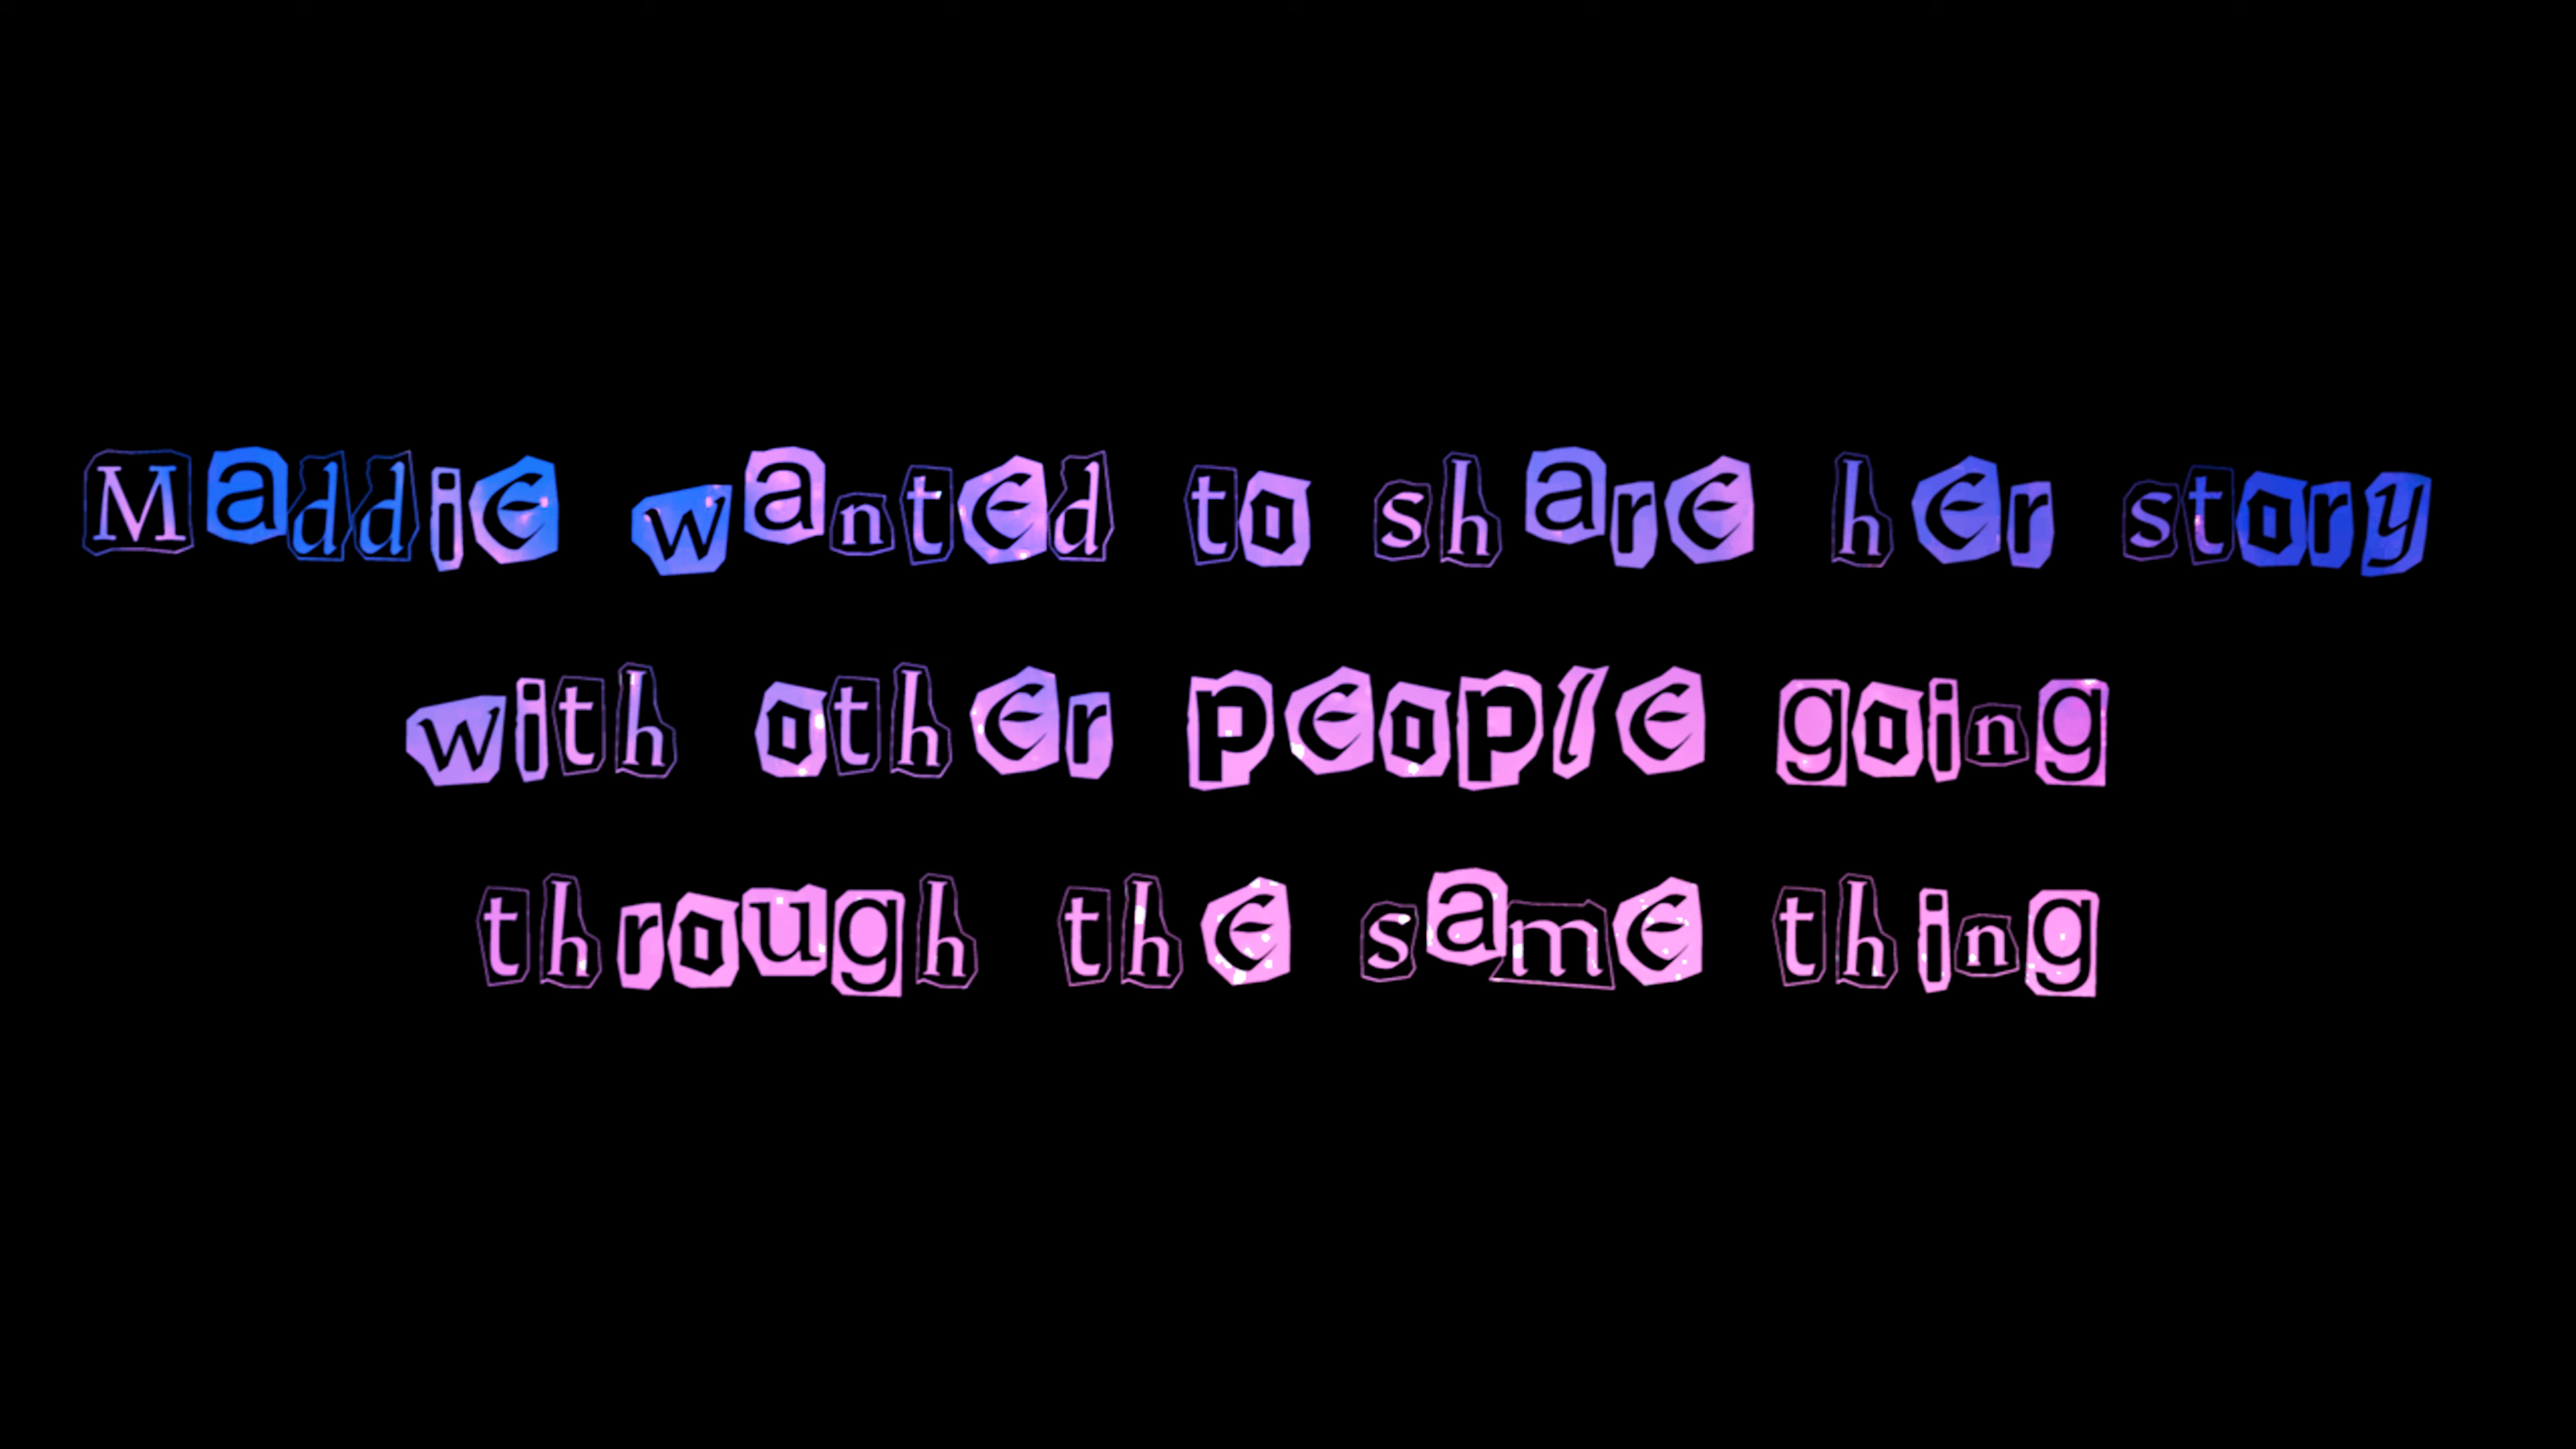 Maddie wanted to share her story
with other people going
through the same thing